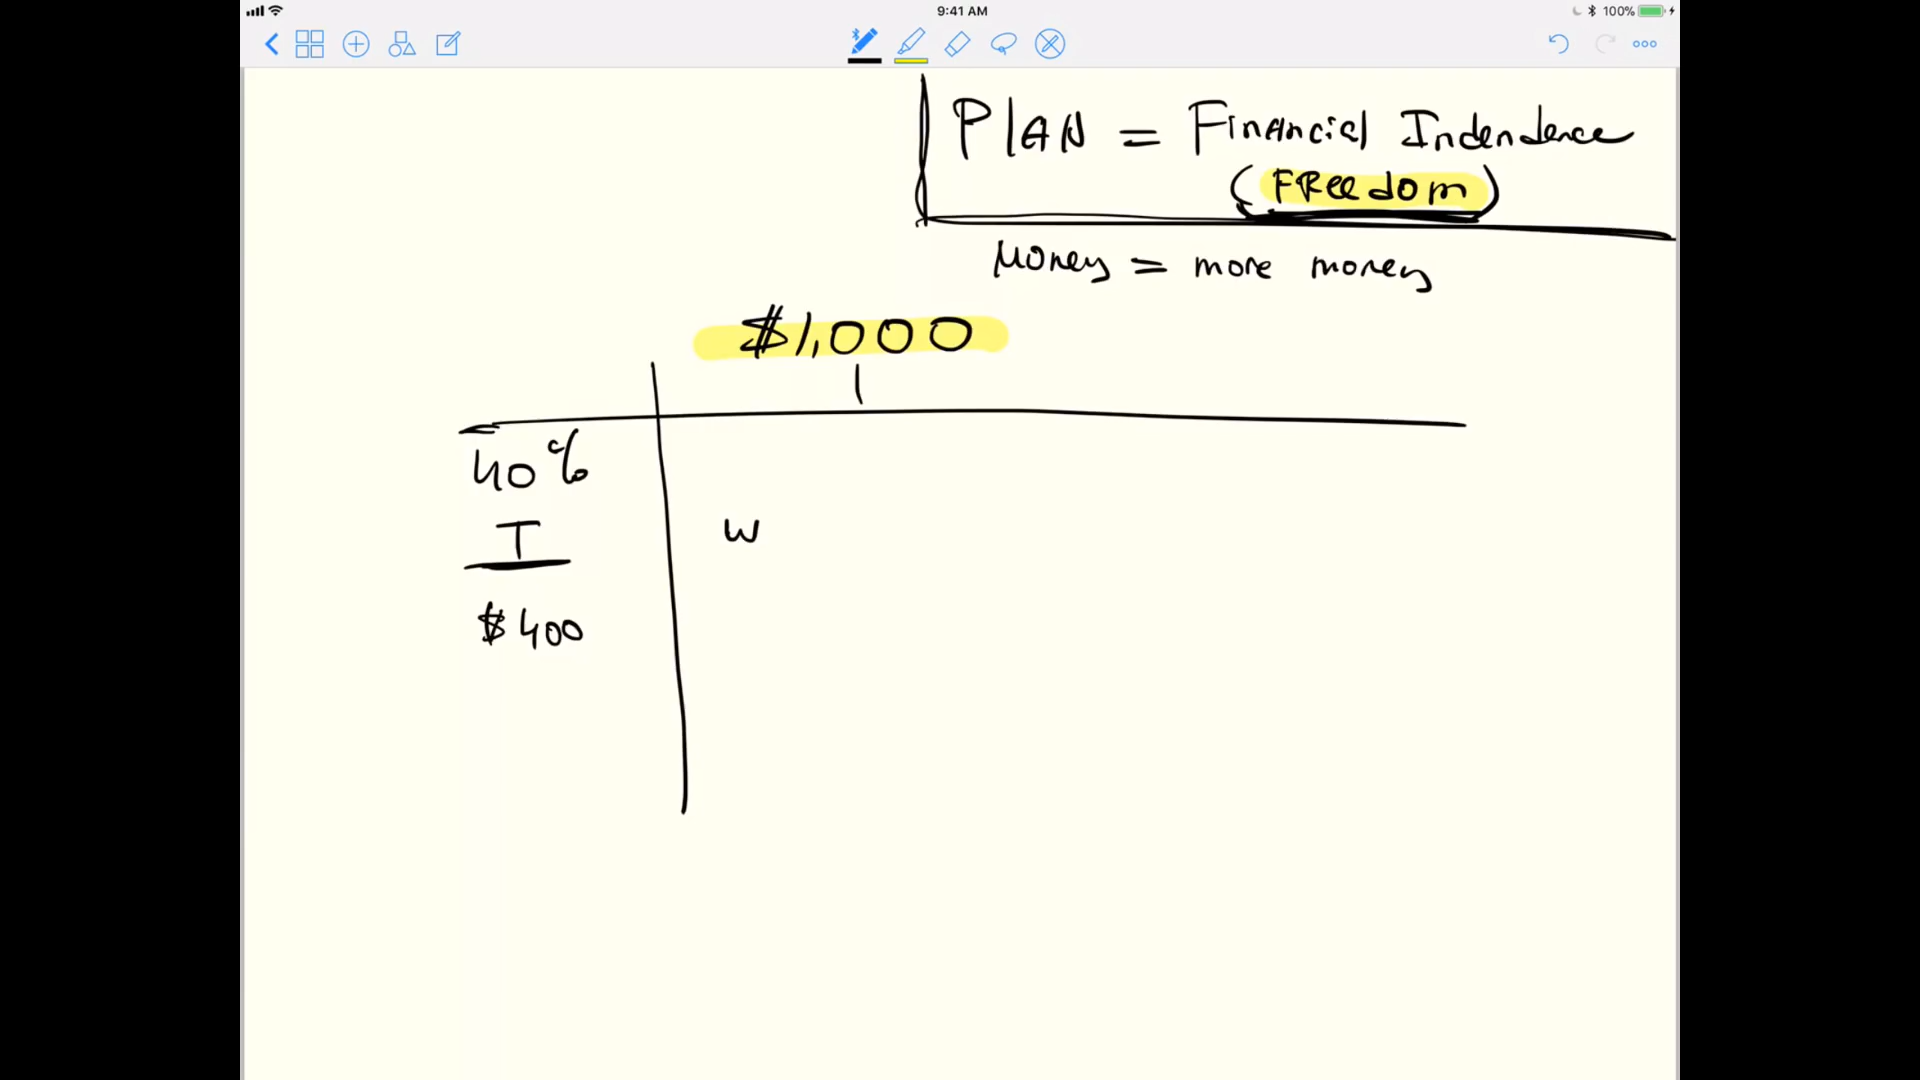 9:41 AM
100%
PlAN = Financial Indendence
(FReedom)
Money = more money
$1,000
40%
T
$400
W